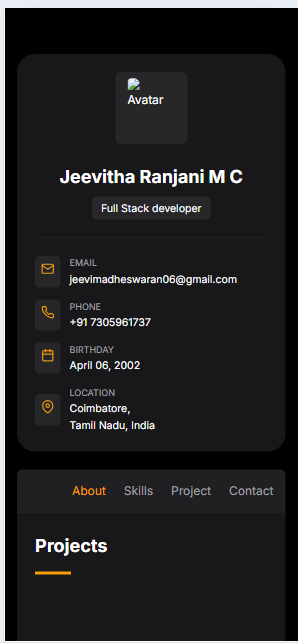 Avatar
Jeevitha Ranjani M C
Full Stack developer
EMAIL
jeevimadheswaran06@gmail.com
PHONE
+91 7305961737
BIRTHDAY
April 06, 2002
LOCATION
Coimbatore,
Tamil Nadu, India
About Skills Project Contact
Projects